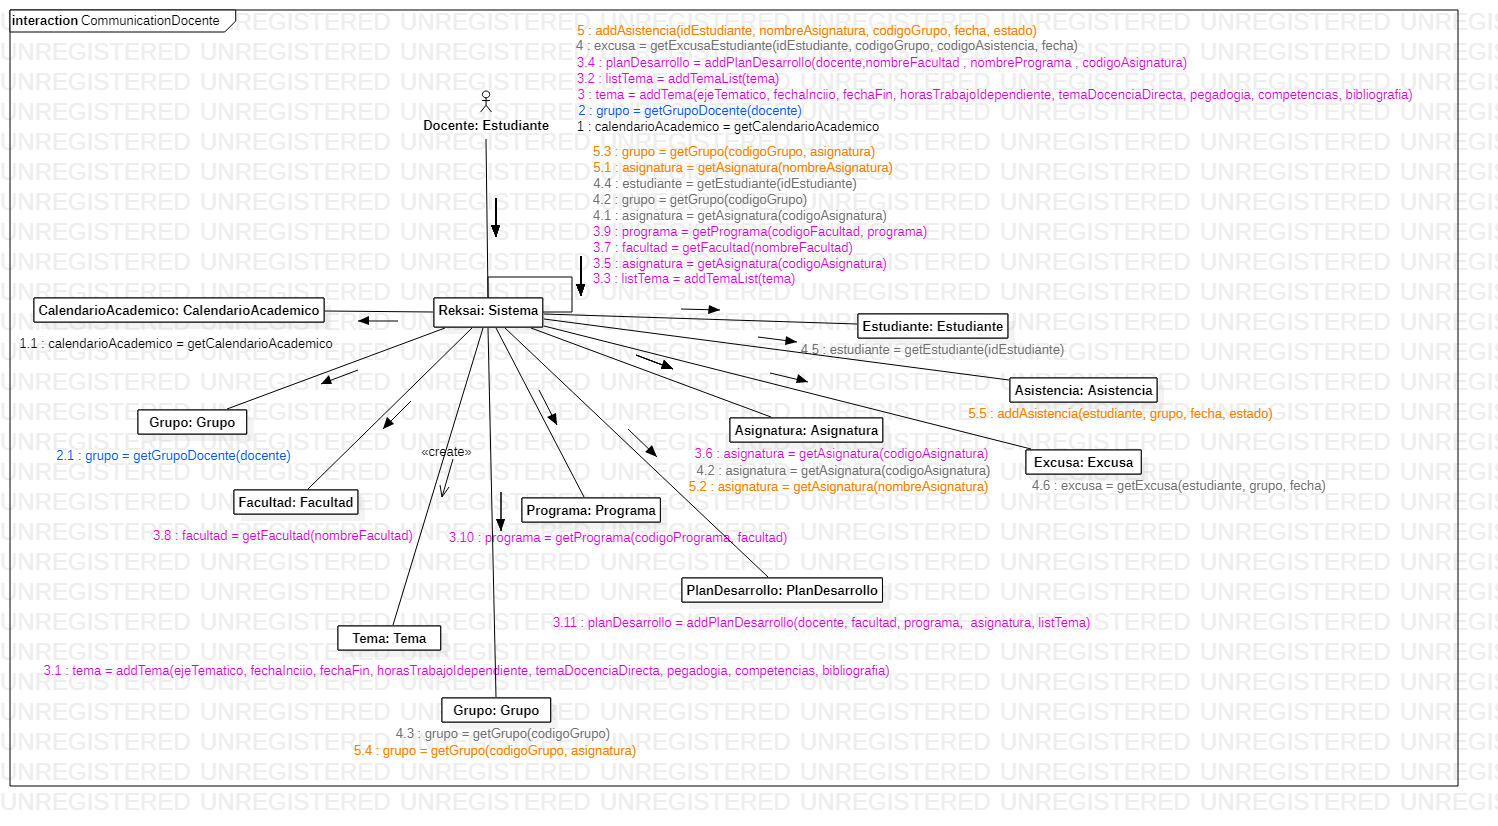 interaction CommunicationDocente
5 : addAsistencia(idEstudiante, nombreAsignatura, codigoGrupo, fecha, estado)
4 : excusa = getExcusaEstudiante(idEstudiante, codigoGrupo, codigoAsistencia, fecha)
3.4 : planDesarrollo = addPlanDesarrollo(docente,nombreFacultad , nombrePrograma , codigoAsignatura)
3.2 : listTema = addTemaList(tema)
3 : tema = addTema(ejeTematico, fechaInciio, fechaFin, horasTrabajoIdependiente, temaDocenciaDirecta, pegadogia, competencias, bibliografia)
2 : grupo = getGrupoDocente(docente)
1 : calendarioAcademico = getCalendarioAcademico
Docente: Estudiante
5.3 : grupo = getGrupo(codigoGrupo, asignatura)
5.1 : asignatura = getAsignatura(nombreAsignatura)
4.4 : estudiante = getEstudiante(idEstudiante)
4.2 : grupo = getGrupo(codigoGrupo)
4.1 : asignatura = getAsignatura(codigoAsignatura)
3.9 : programa = getPrograma(codigoFacultad, programa)
3.7 : facultad = getFacultad(nombreFacultad)
3.5 : asignatura = getAsignatura(codigoAsignatura)
3.3 : listTema = addTemaList(tema)
CalendarioAcademico: CalendarioAcademico
Reksai: Sistema
Estudiante: Estudiante
1.1 : calendarioAcademico = getCalendarioAcademico
4.5 : estudiante = getEstudiante(idEstudiante)
Asistencia: Asistencia
5.5 : addAsistencia(estudiante, grupo, fecha, estado)
Grupo: Grupo
Asignatura: Asignatura
2.1 : grupo = getGrupoDocente(docente)
«create»
3.6 : asignatura = getAsignatura(codigoAsignatura)
4.2 : asignatura = getAsignatura(codigoAsignatura)
5.2 : asignatura = getAsignatura(nombreAsignatura)
Excusa: Excusa
4.6 : excusa = getExcusa(estudiante, grupo, fecha)
Facultad: Facultad
Programa: Programa
3.8 : facultad = getFacultad(nombreFacultad)
3.10 : programa = getPrograma(codigoPrograma, facultad)
PlanDesarrollo: PlanDesarrollo
3.11 : planDesarrollo = addPlanDesarrollo(docente, facultad, programa,  asignatura, listTema)
Tema: Tema
3.1 : tema = addTema(ejeTematico, fechaInciio, fechaFin, horasTrabajoIdependiente, temaDocenciaDirecta, pegadogia, competencias, bibliografia)
Grupo: Grupo
4.3 : grupo = getGrupo(codigoGrupo)
5.4 : grupo = getGrupo(codigoGrupo, asignatura)
UNREGISTERED UNREGISTERED UNREGISTERED UNREGISTERED UNREGISTERED UNREGISTERED UNREGISTERED